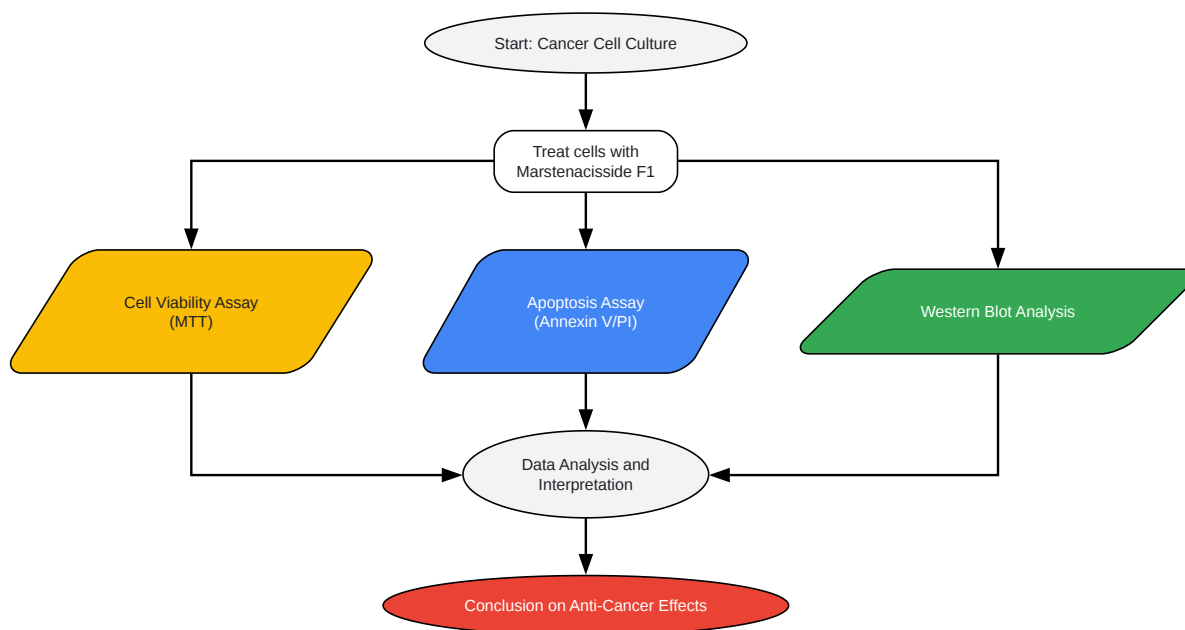 Start: Cancer Cell Culture
Treat cells with
Marstenacisside F1
Cell Viability Assay
(MTT)
Apoptosis Assay
(Annexin V/PI)
Western Blot Analysis
Data Analysis and
Interpretation
Conclusion on Anti-Cancer Effects